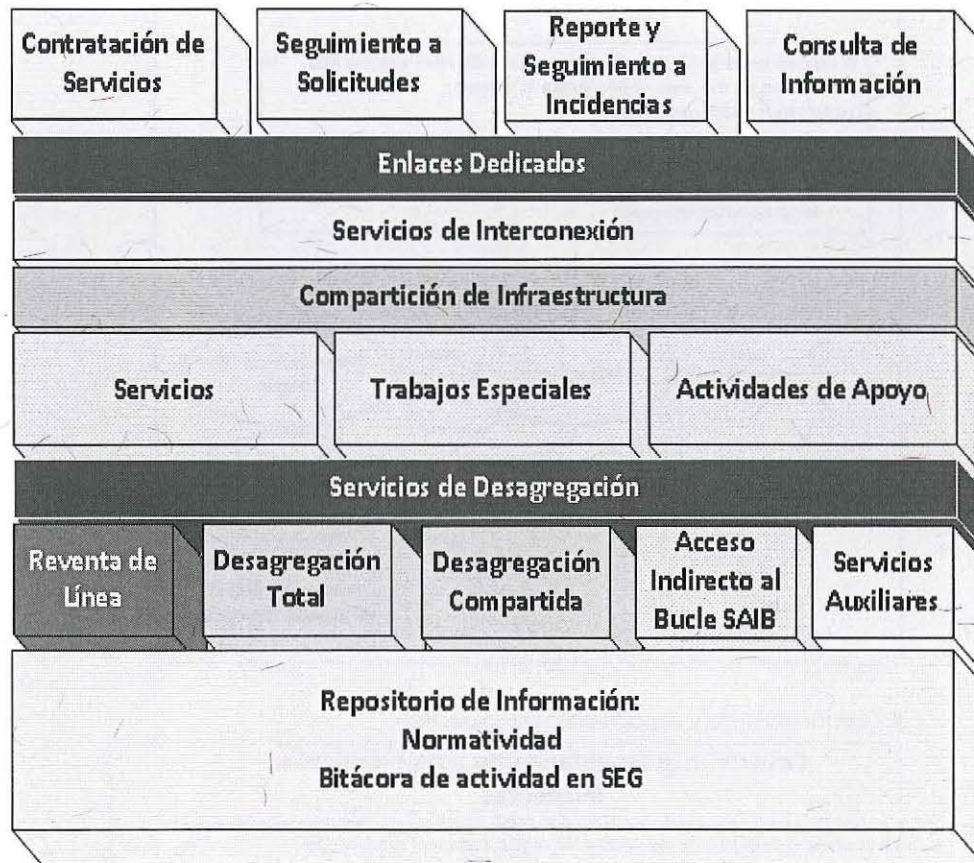 Contratación de
Servicios
Seguimiento a
Solicitudes
Reporte y
Seguimiento a
Incidencias
Consulta de
Información
Enlaces Dedicados
Servicios de Interconexión
Compartición de Infraestructura
Servicios
Trabajos Especiales
Actividades de Apoyo
Servicios de Desagregación
Reventa de
Línea
Desagregación
Total
Desagregación
Compartida
Acceso
Indirecto al
Bucle SAIB
Servicios
Auxiliares
Repositorio de Información:
Normatividad
Bitácora de actividad en SEG